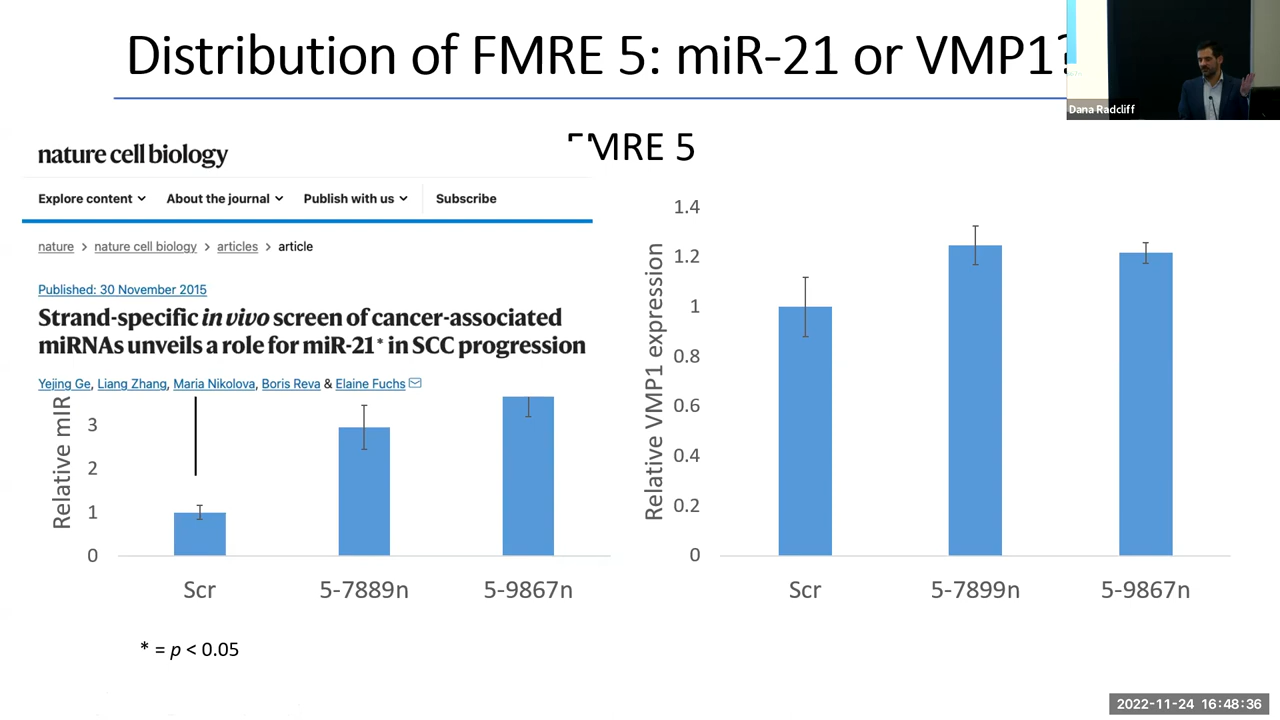 Distribution of FMRE 5: miR-21 or VMP1?
Dana Radcliff
FMRE 5
nature cell biology
Explore content About the journal Publish with us Subscribe
nature > nature cell biology > articles > article
Published: 30 November 2015
Strand-specific in vivo screen of cancer-associated
miRNAs unveils a role for miR-21* in SCC progression
Yejing Ge, Liang Zhang, Maria Nikolova, Boris Reva & Elaine Fuchs
Relative mIR
3
2
1
0
Scr 5-7889n 5-9867n
* = p < 0.05
Relative VMP1 expression
1.4
1.2
1
0.8
0.6
0.4
0.2
0
Scr 5-7899n 5-9867n
2022-11-24 16:48:36